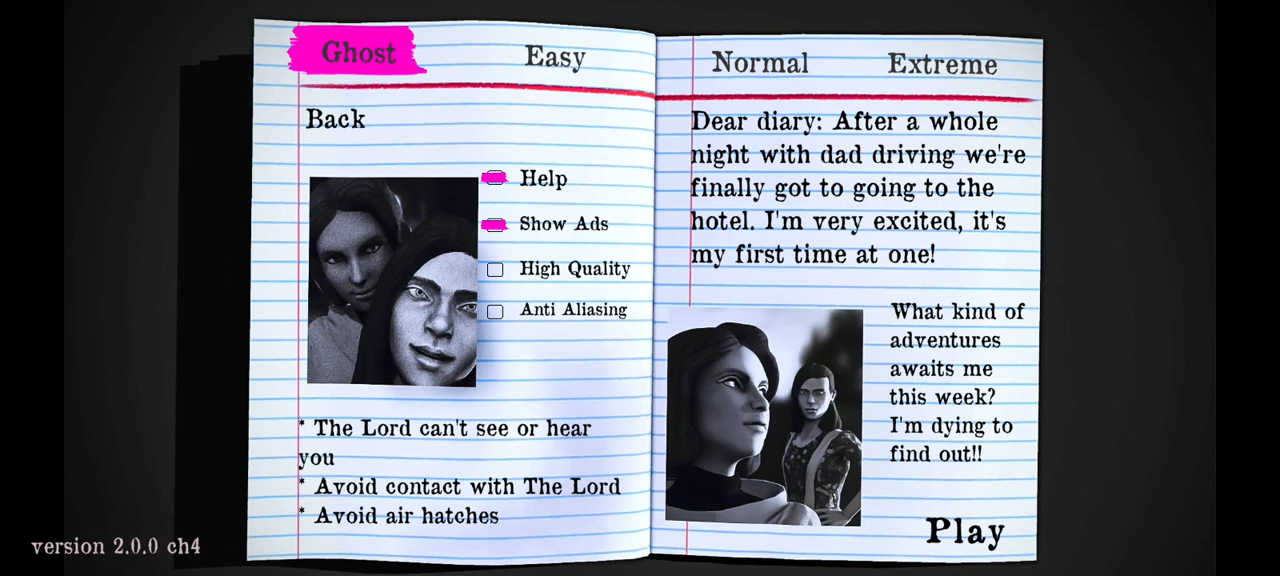 Ghost
Easy
Normal
Extreme
Back
Help
Show Ads
High Quality
Anti Aliasing
* The Lord can't see or hear
you
* Avoid contact with The Lord
* Avoid air hatches
Dear diary: After a whole
night with dad driving we're
finally got to going to the
hotel. I'm very excited, it's
my first time at one!
What kind of
adventures
awaits me
this week?
I'm dying to
find out!!
Play
version 2.0.0 ch4